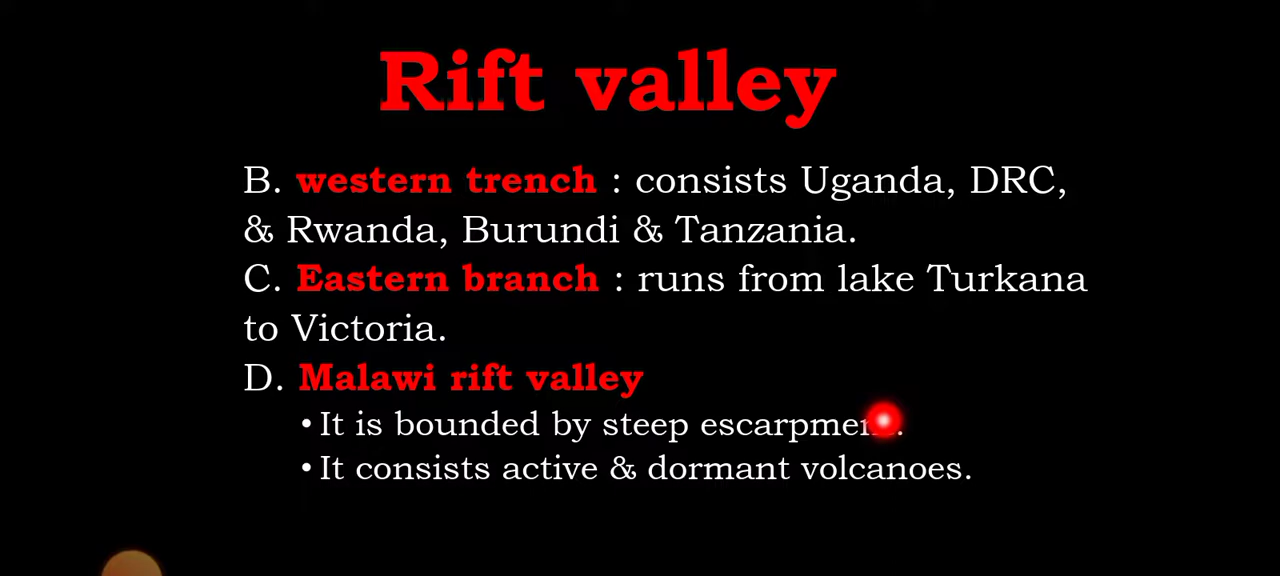 Rift valley
B. western trench : consists Uganda, DRC,
& Rwanda, Burundi & Tanzania.
C. Eastern branch : runs from lake Turkana
to Victoria.
D. Malawi rift valley
• It is bounded by steep escarpment.
• It consists active & dormant volcanoes.